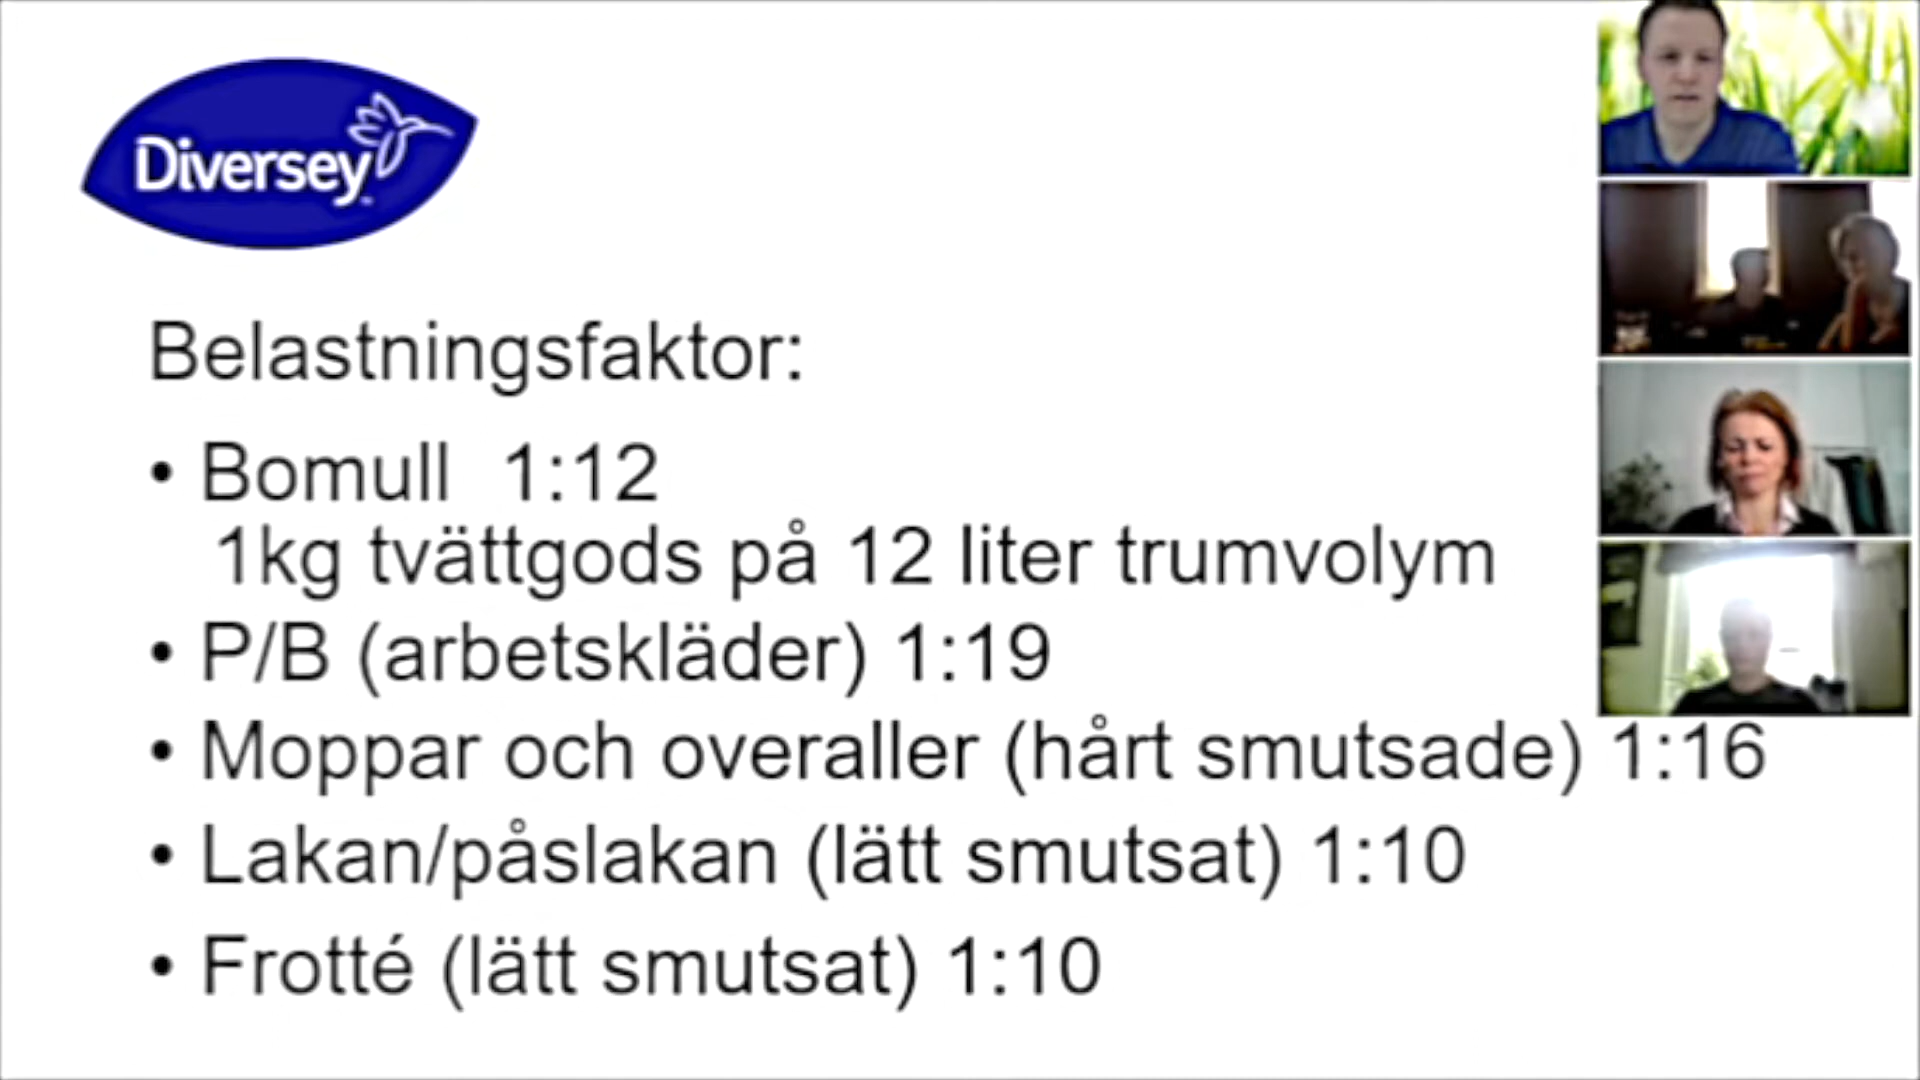 Diversey
Belastningsfaktor:
• Bomull 1:12
1kg tvättgods på 12 liter trumvolym
• P/B (arbetskläder) 1:19
• Moppar och overaller (hårt smutsade) 1:16
• Lakan/påslakan (lätt smutsat) 1:10
• Frotté (lätt smutsat) 1:10